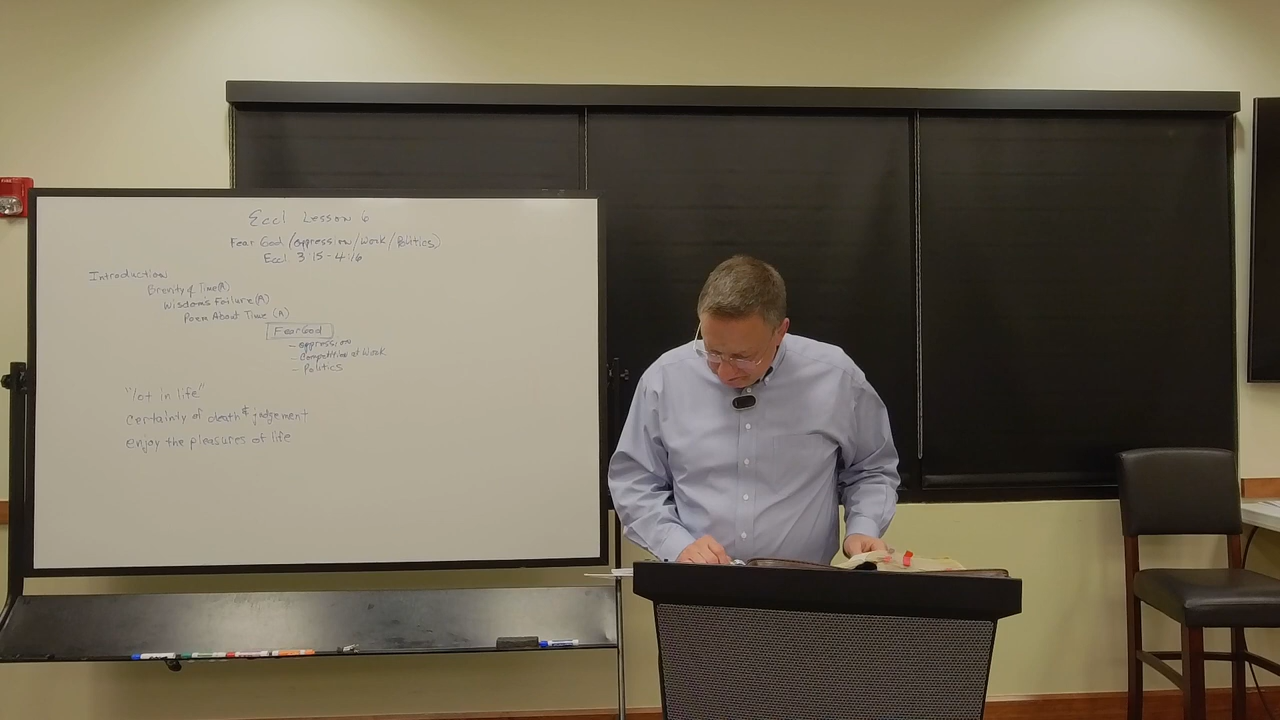 Eccl Lesson 6
Fear God (oppression/Work/Politics)
Eccl 3:15-4:16
Introduction
Brevity of Time (A)
Wisdoms Failure (A)
Poem About Time (A)
Fear God
- oppression
- Competition at Work
- Politics
"lot in life"
Certainty of death & judgement
enjoy the pleasures of life
FIRE